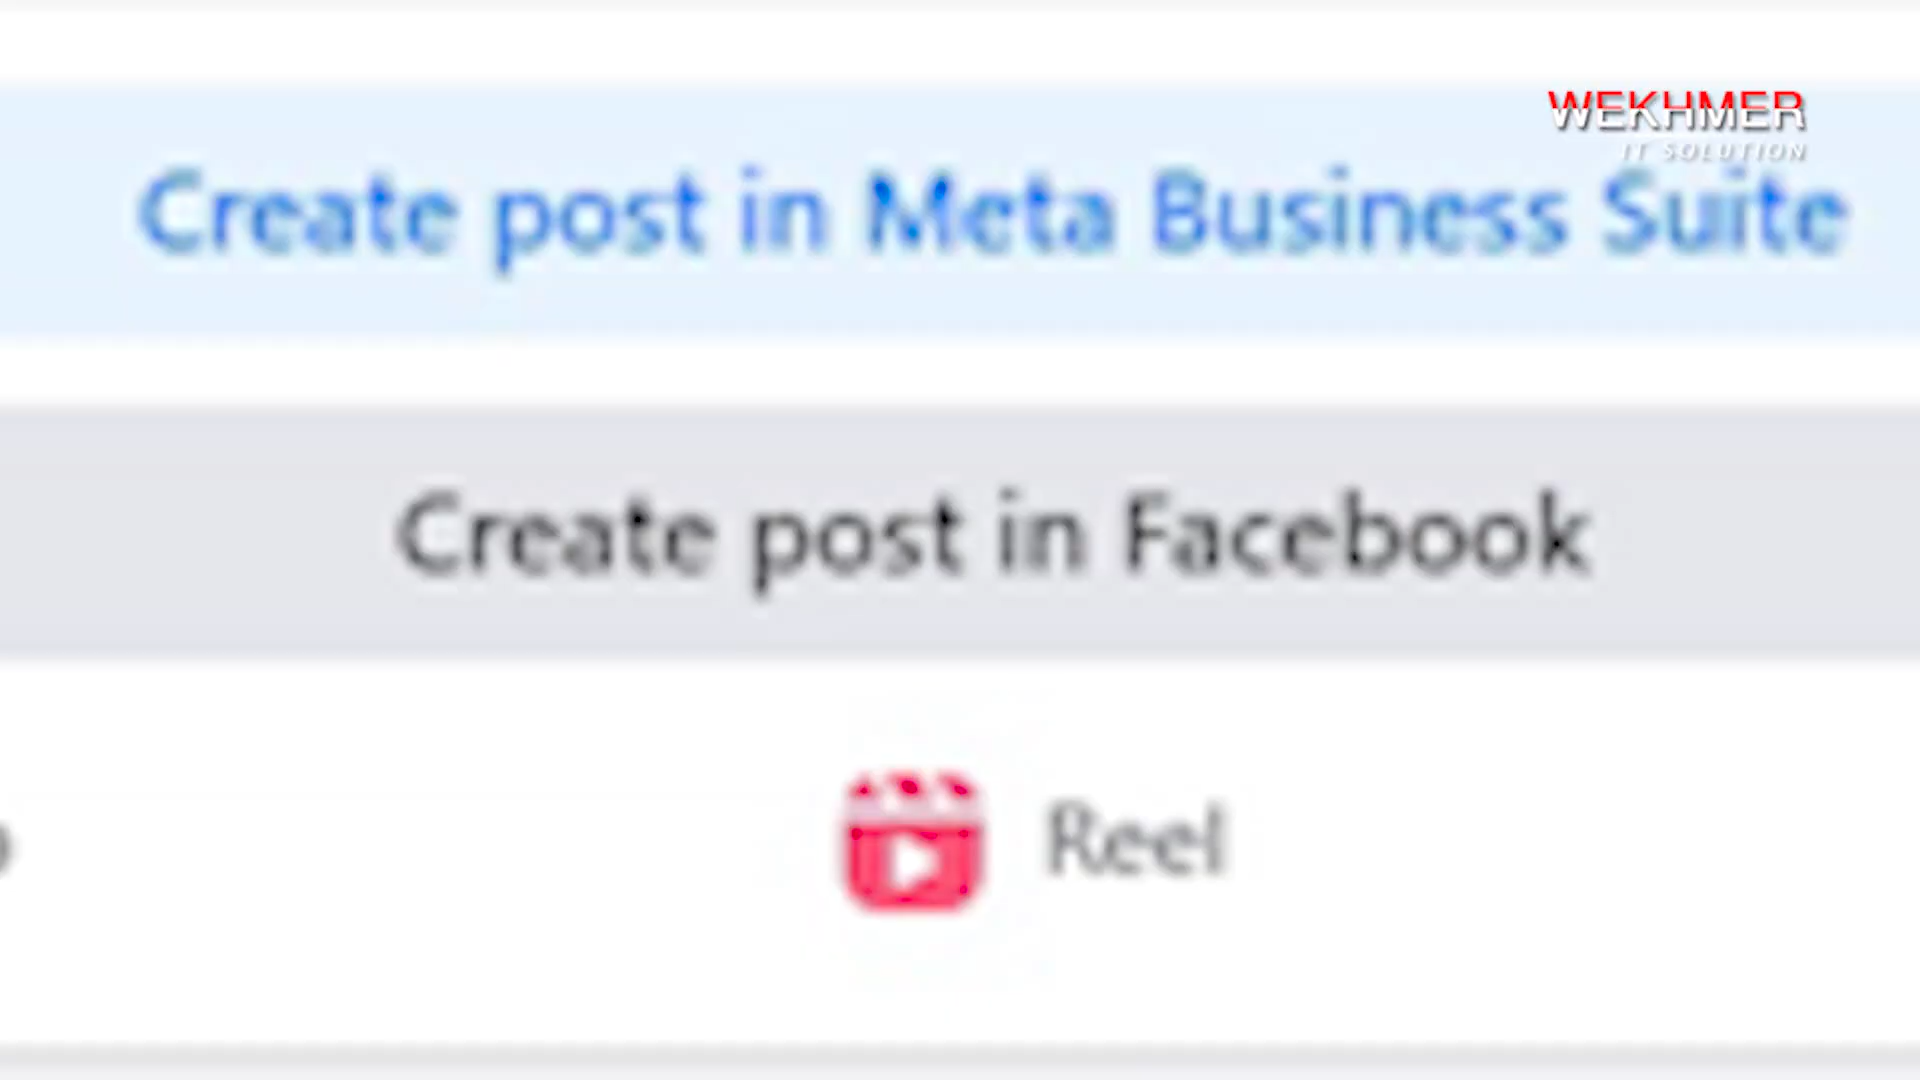 WEKHMER
IT SOLUTION
Create post in Meta Business Suite
Create post in Facebook
Reel